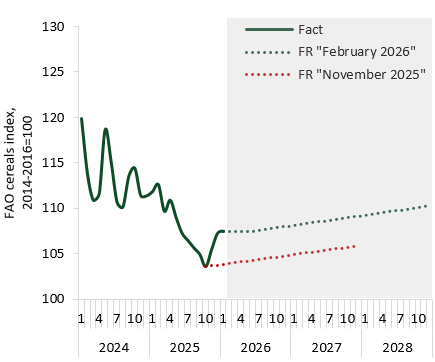 Fact
FR "February 2026"
FR "November 2025"
FAO cereals index,
2014-2016=100
130
125
120
115
110
105
100
1 4 7 10 1 4 7 10 1 4 7 10 1 4 7 10 1 4 7 10
2024 2025 2026 2027 2028